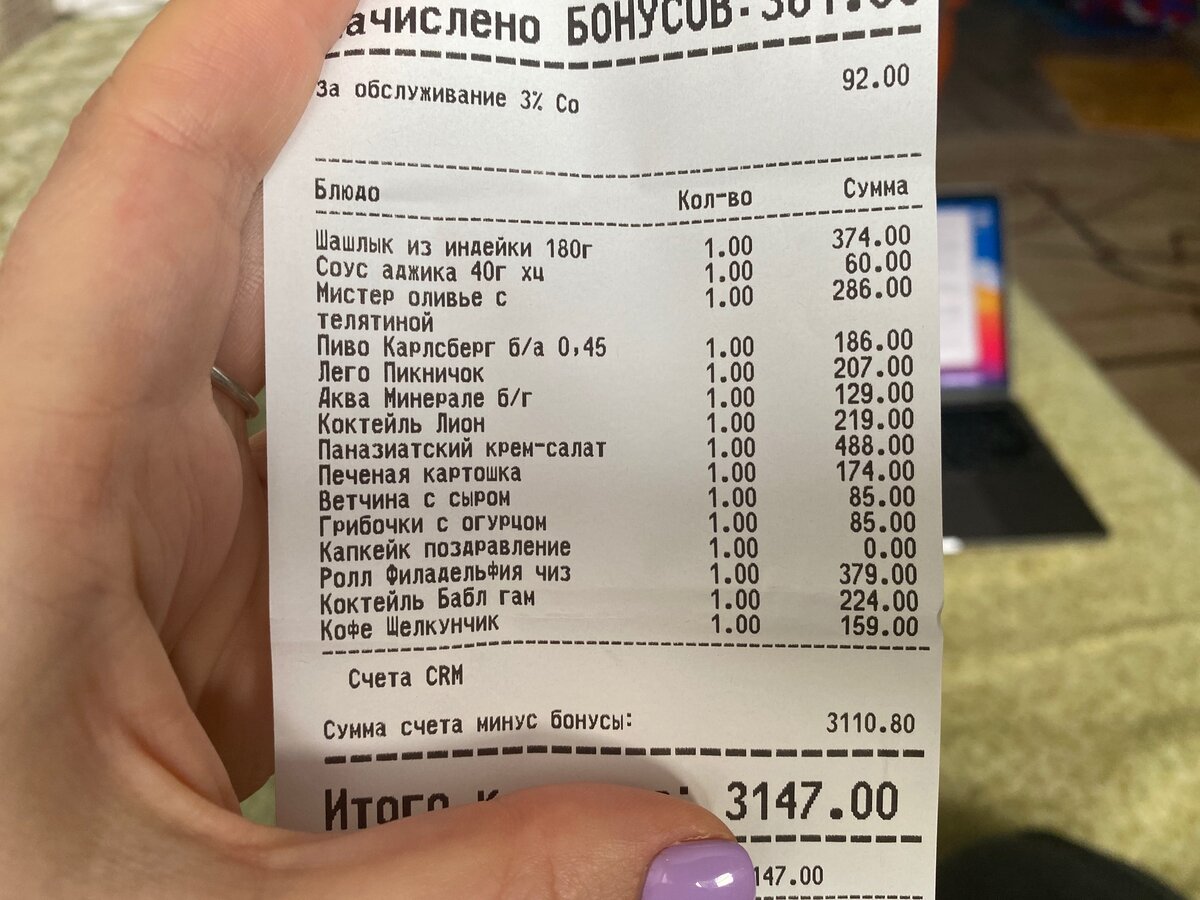 ачислено БОНУСОВ:
За обслуживание 3% Со 92.00
Блюдо Кол-во Сумма
Шашлык из индейки 180г 1.00 374.00
Соус аджика 40г хц 1.00 60.00
Мистер оливье с 1.00 286.00
телятиной
Пиво Карлсберг б/а 0,45 1.00 186.00
Лего Пикничок 1.00 207.00
Аква Минерале б/г 1.00 129.00
Коктейль Лион 1.00 219.00
Паназиатский крем-салат 1.00 488.00
Печеная картошка 1.00 174.00
Ветчина с сыром 1.00 85.00
Грибочки с огурцом 1.00 85.00
Капкейк поздравление 1.00 0.00
Ролл Филадельфия чиз 1.00 379.00
Коктейль Бабл гам 1.00 224.00
Кофе Щелкунчик 1.00 159.00
Счета CRM
Сумма счета минус бонусы: 3110.80
Итого 3147.00
147.00